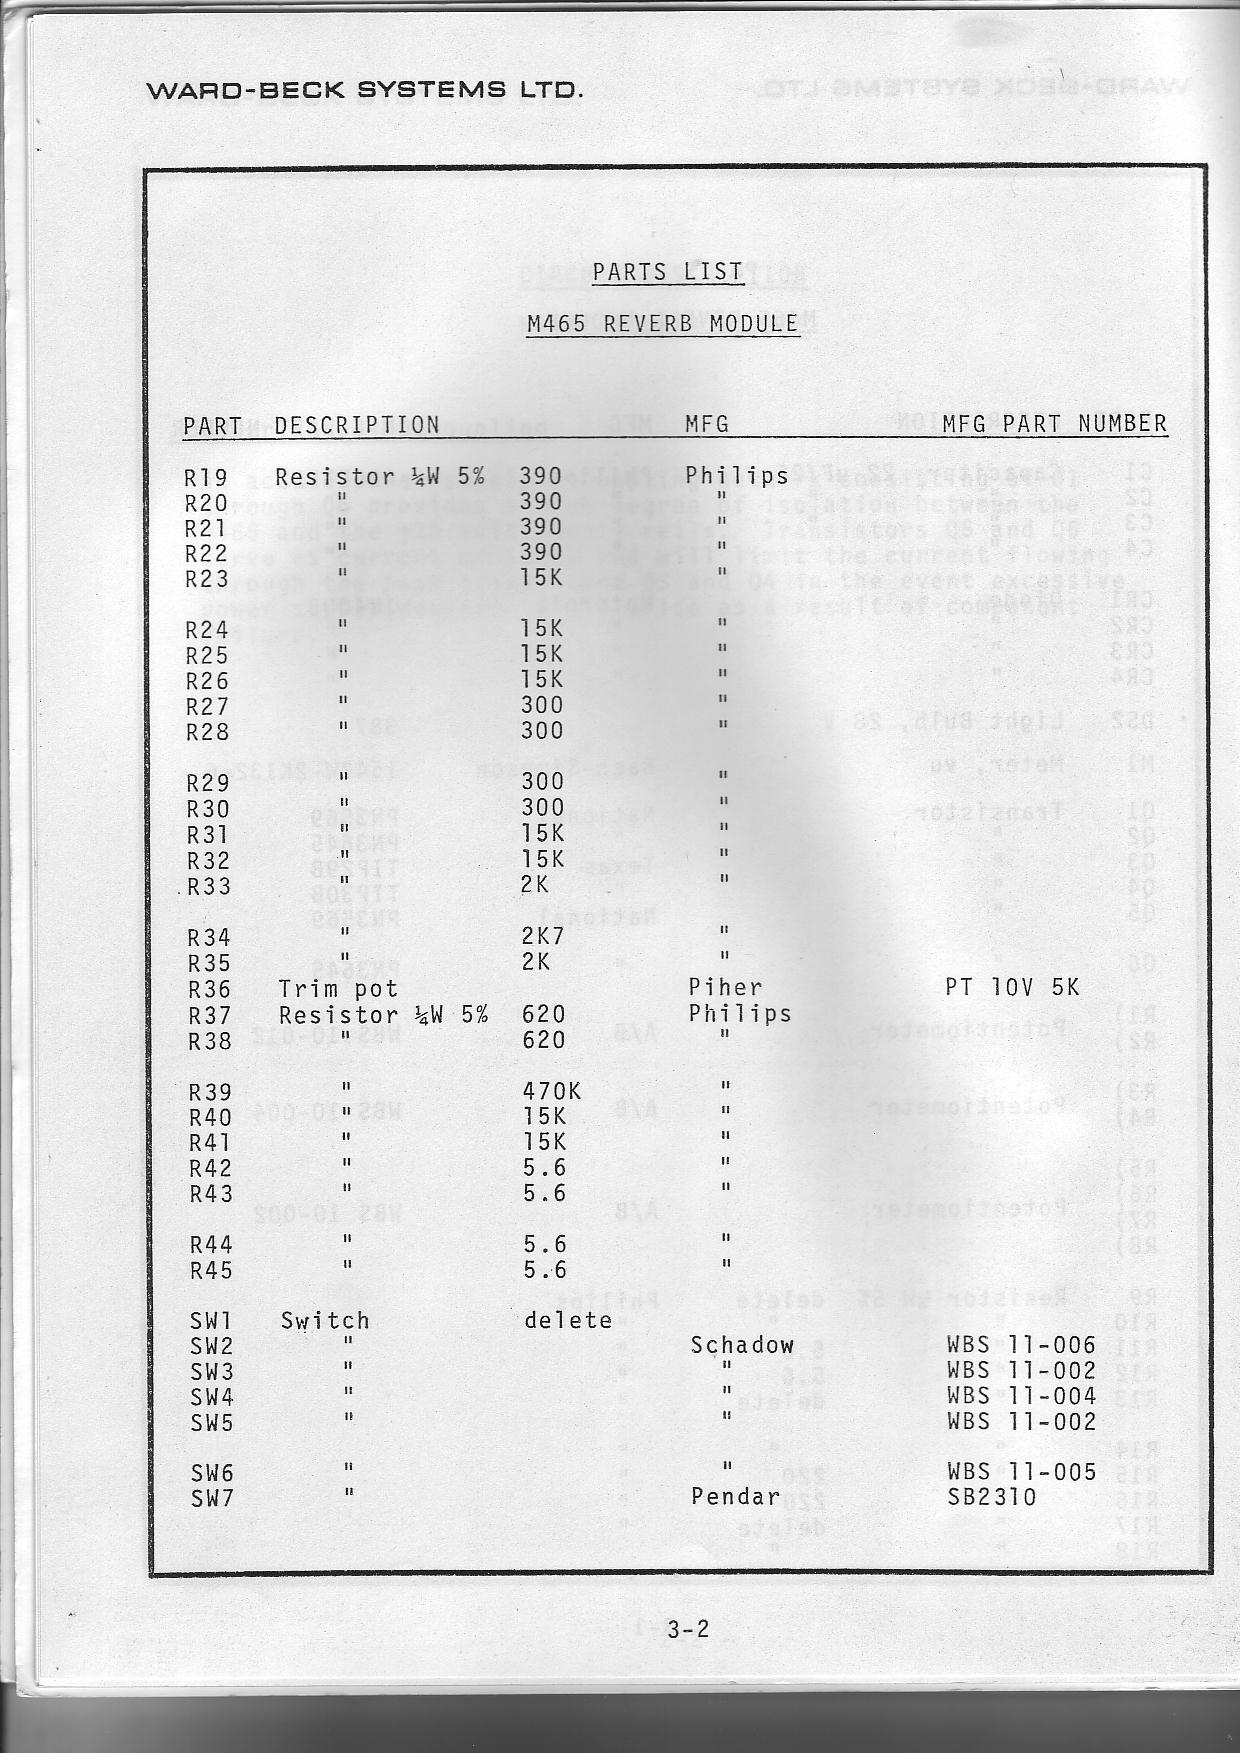 WARD-BECK SYSTEMS LTD.
PARTS LIST
M465 REVERB MODULE
PART DESCRIPTION MFG MFG PART NUMBER
R19 Resistor ¼W 5% 390 Philips
R20 " 390 "
R21 " 390 "
R22 " 390 "
R23 " 15K "
R24 " 15K "
R25 " 15K "
R26 " 15K "
R27 " 300 "
R28 " 300 "
R29 " 300 "
R30 " 300 "
R31 " 15K "
R32 " 15K "
R33 " 2K "
R34 " 2K7 "
R35 " 2K "
R36 Trim pot Piher PT 10V 5K
R37 Resistor ¼W 5% 620 Philips
R38 " 620 "
R39 " 470K "
R40 " 15K "
R41 " 15K "
R42 " 5.6 "
R43 " 5.6 "
R44 " 5.6 "
R45 " 5.6 "
SW1 Switch delete
SW2 " Schadow WBS 11-006
SW3 " " WBS 11-002
SW4 " " WBS 11-004
SW5 " " WBS 11-002
SW6 " " WBS 11-005
SW7 " Pendar SB2310
3-2